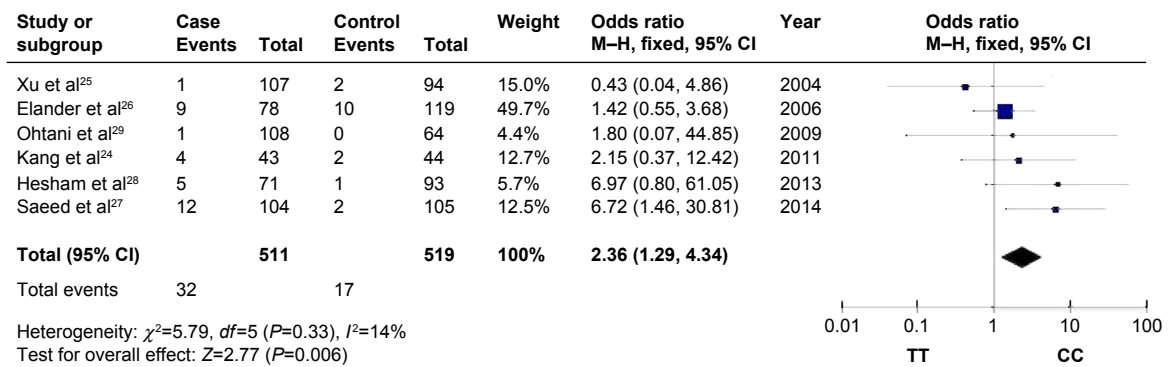 Study or subgroup Case Events Total Control Events Total Weight Odds ratio M–H, fixed, 95% CI Year Odds ratio M–H, fixed, 95% CI
Xu et al²⁵ 1 107 2 94 15.0% 0.43 (0.04, 4.86) 2004
Elander et al²⁶ 9 78 10 119 49.7% 1.42 (0.55, 3.68) 2006
Ohtani et al²⁹ 1 108 0 64 4.4% 1.80 (0.07, 44.85) 2009
Kang et al²⁴ 4 43 2 44 12.7% 2.15 (0.37, 12.42) 2011
Hesham et al²⁸ 5 71 1 93 5.7% 6.97 (0.80, 61.05) 2013
Saeed et al²⁷ 12 104 2 105 12.5% 6.72 (1.46, 30.81) 2014
Total (95% CI) 511 519 100% 2.36 (1.29, 4.34)
Total events 32 17
Heterogeneity: χ²=5.79, df=5 (P=0.33), I²=14%
Test for overall effect: Z=2.77 (P=0.006)
0.01 0.1 1 10 100
TT CC